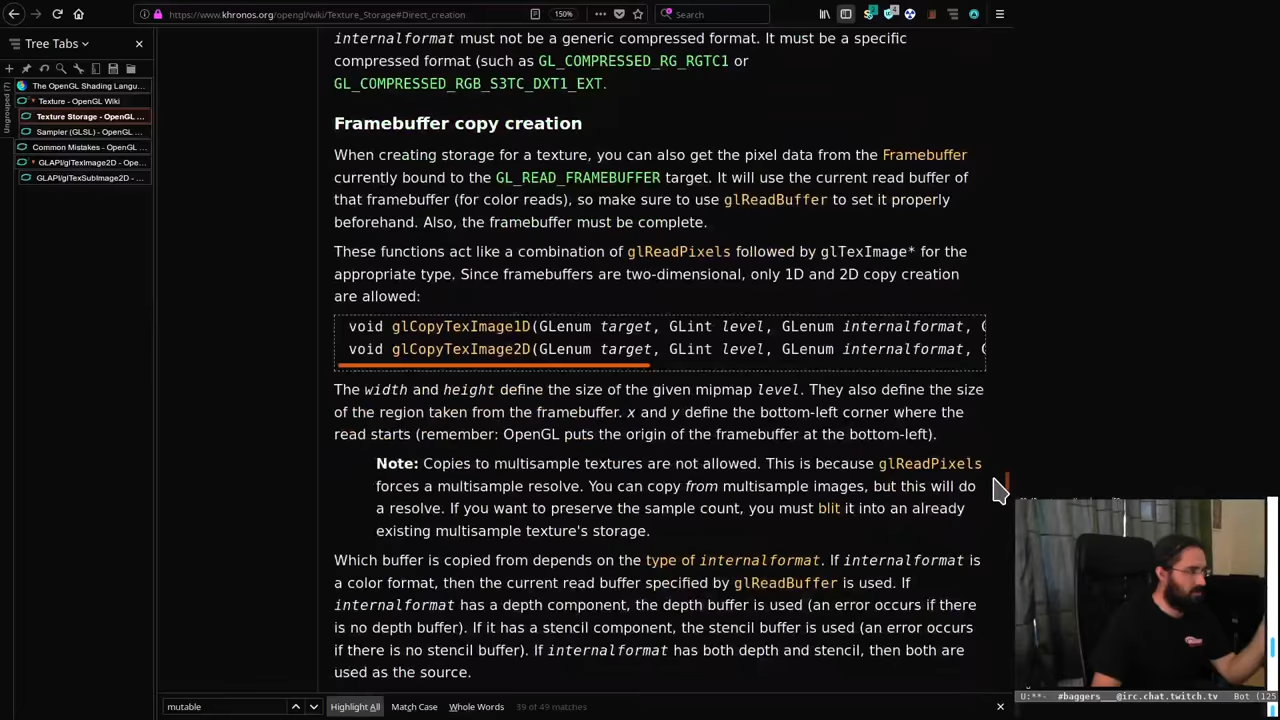 https://www.khronos.org/opengl/wiki/Texture_Storage#Direct_creation
150%
Search
Tree Tabs
Ungrouped (7)
The OpenGL Shading Langu...
Texture - OpenGL Wiki
Texture Storage - OpenGL ...
Sampler (GLSL) - OpenGL ...
Common Mistakes - OpenGL ...
GLAPI/glTexImage2D - Ope...
GLAPI/glTexSubImage2D - ...
internalformat must not be a generic compressed format. It must be a specific
compressed format (such as GL_COMPRESSED_RG_RGTC1 or
GL_COMPRESSED_RGB_S3TC_DXT1_EXT.
Framebuffer copy creation
When creating storage for a texture, you can also get the pixel data from the Framebuffer
currently bound to the GL_READ_FRAMEBUFFER target. It will use the current read buffer of
that framebuffer (for color reads), so make sure to use glReadBuffer to set it properly
beforehand. Also, the framebuffer must be complete.
These functions act like a combination of glReadPixels followed by glTexImage* for the
appropriate type. Since framebuffers are two-dimensional, only 1D and 2D copy creation
are allowed:
void glCopyTexImage1D(GLenum target, GLint level, GLenum internalformat,
void glCopyTexImage2D(GLenum target, GLint level, GLenum internalformat,
The width and height define the size of the given mipmap level. They also define the size
of the region taken from the framebuffer. x and y define the bottom-left corner where the
read starts (remember: OpenGL puts the origin of the framebuffer at the bottom-left).
Note: Copies to multisample textures are not allowed. This is because glReadPixels
forces a multisample resolve. You can copy from multisample images, but this will do
a resolve. If you want to preserve the sample count, you must blit it into an already
existing multisample texture's storage.
Which buffer is copied from depends on the type of internalformat. If internalformat is
a color format, then the current read buffer specified by glReadBuffer is used. If
internalformat has a depth component, the depth buffer is used (an error occurs if there
is no depth buffer). If it has a stencil component, the stencil buffer is used (an error occurs
if there is no stencil buffer). If internalformat has both depth and stencil, then both are
used as the source.
mutable
Highlight All
Match Case
Whole Words
39 of 49 matches
U:**- #baggers___@irc.chat.twitch.tv Bot (125